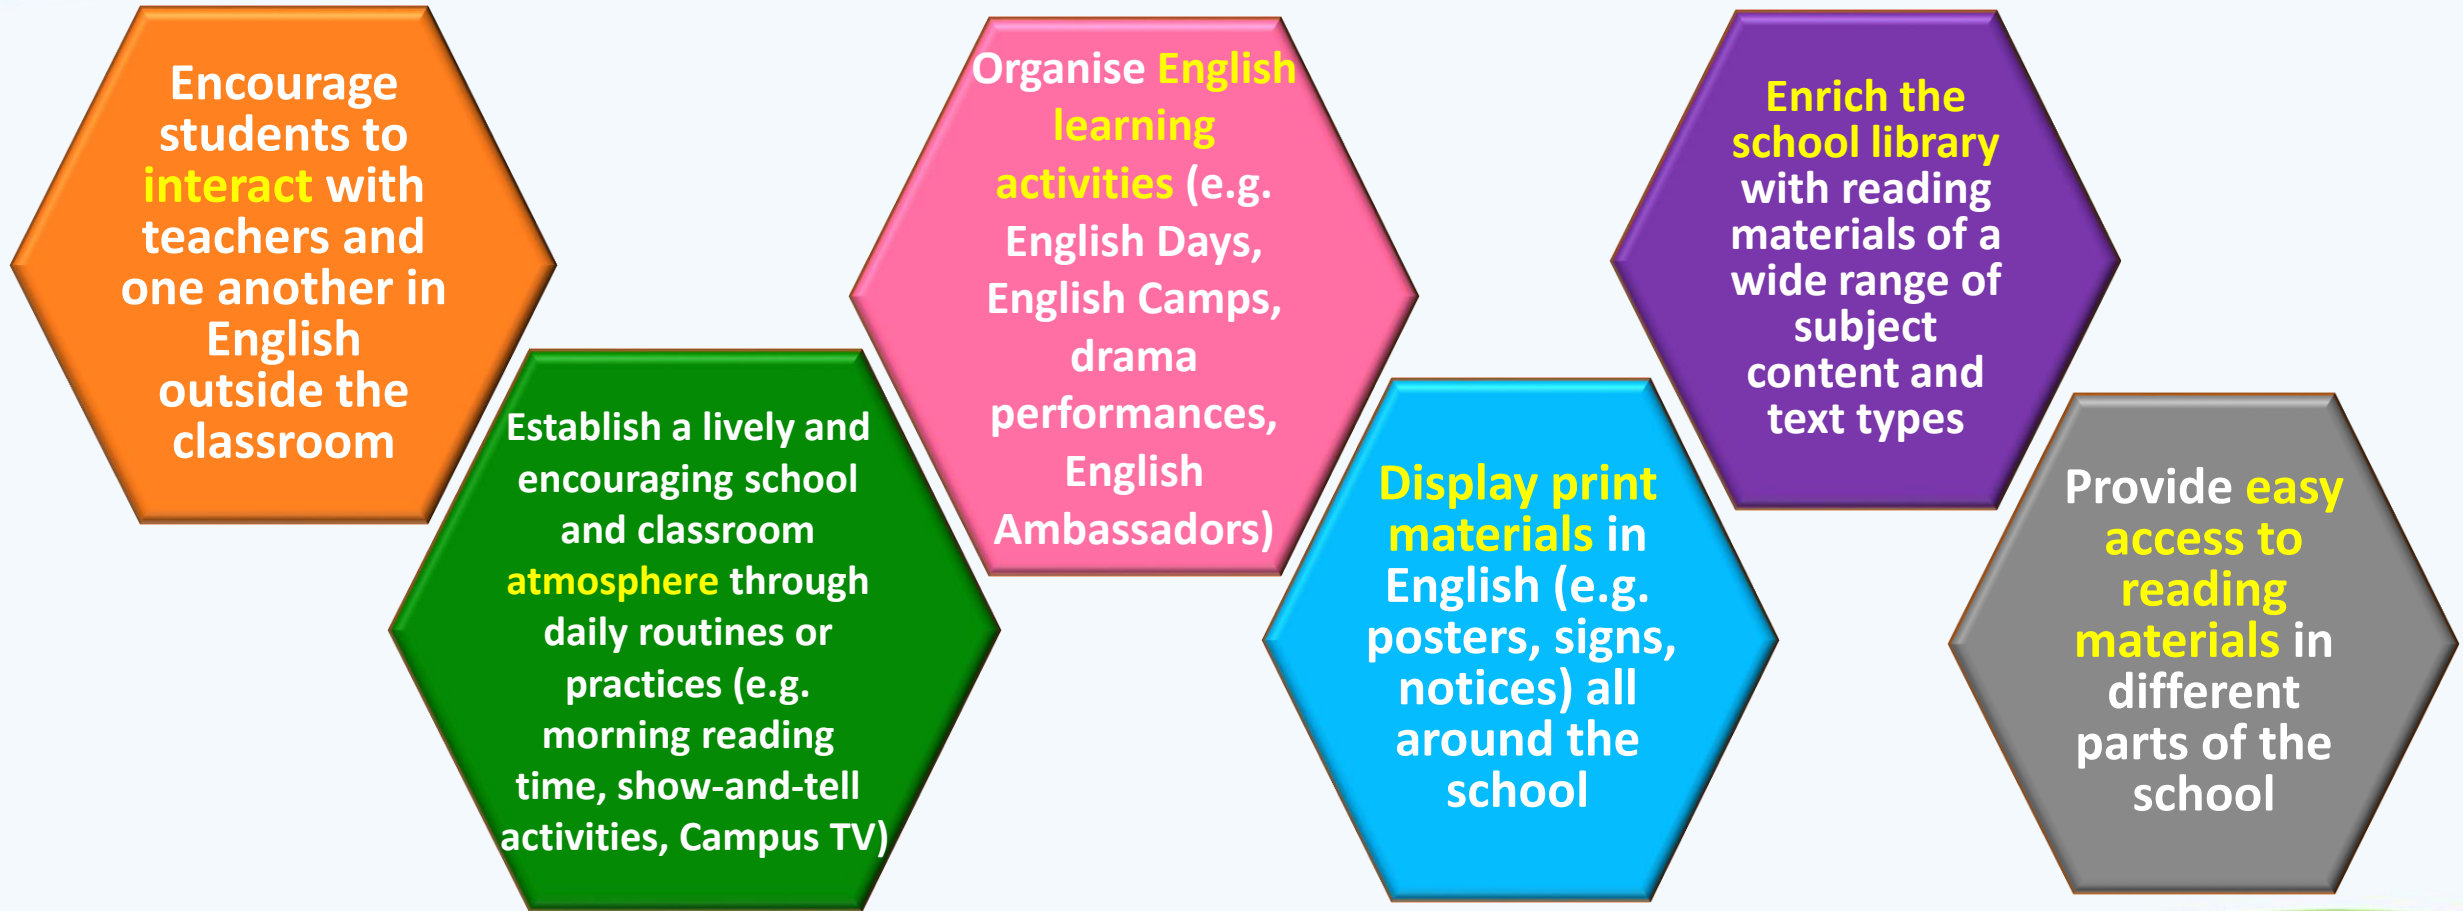 Encourage
students to
interact with
teachers and
one another in
English
outside the
classroom
Establish a lively and
encouraging school
and classroom
atmosphere through
daily routines or
practices (e.g.
morning reading
time, show-and-tell
activities, Campus TV)
Organise English
learning
activities (e.g.
English Days,
English Camps,
drama
performances,
English
Ambassadors)
Display print
materials in
English (e.g.
posters, signs,
notices) all
around the
school
Enrich the
school library
with reading
materials of a
wide range of
subject
content and
text types
Provide easy
access to
reading
materials in
different
parts of the
school